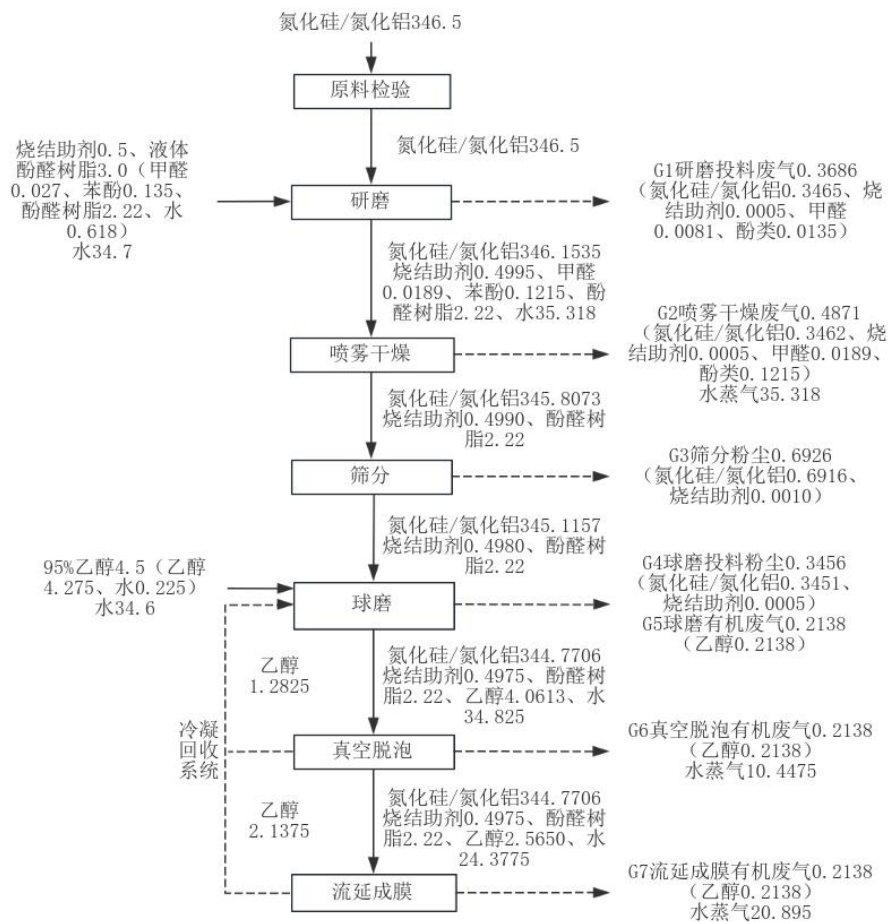 氮化硅/氮化铝346.5
原料检验
氮化硅/氮化铝346.5
烧结助剂0.5、液体
酚醛树脂3.0（甲醛
0.027、苯酚0.135、
酚醛树脂2.22、水
0.618）
水34.7
研磨
G1研磨投料废气0.3686
（氮化硅/氮化铝0.3465、烧
结助剂0.0005、甲醛
0.0081、酚类0.0135）
氮化硅/氮化铝346.1535
烧结助剂0.4995、甲醛
0.0189、苯酚0.1215、酚
醛树脂2.22、水35.318
喷雾干燥
G2喷雾干燥废气0.4871
（氮化硅/氮化铝0.3462、烧
结助剂0.0005、甲醛0.0189、
酚类0.1215）
水蒸气35.318
氮化硅/氮化铝345.8073
烧结助剂0.4990、酚醛树
脂2.22
筛分
G3筛分粉尘0.6926
（氮化硅/氮化铝0.6916、
烧结助剂0.0010）
氮化硅/氮化铝345.1157
烧结助剂0.4980、酚醛树
脂2.22
95%乙醇4.5（乙醇
4.275、水0.225）
水34.6
球磨
G4球磨投料粉尘0.3456
（氮化硅/氮化铝0.3451、
烧结助剂0.0005）
G5球磨有机废气0.2138
（乙醇0.2138）
乙醇
1.2825
氮化硅/氮化铝344.7706
烧结助剂0.4975、酚醛树
脂2.22、乙醇4.0613、水
34.825
冷凝
回收
系统
真空脱泡
G6真空脱泡有机废气0.2138
（乙醇0.2138）
水蒸气10.4475
乙醇
2.1375
氮化硅/氮化铝344.7706
烧结助剂0.4975、酚醛树
脂2.22、乙醇2.5650、水
24.3775
流延成膜
G7流延成膜有机废气0.2138
（乙醇0.2138）
水蒸气20.895